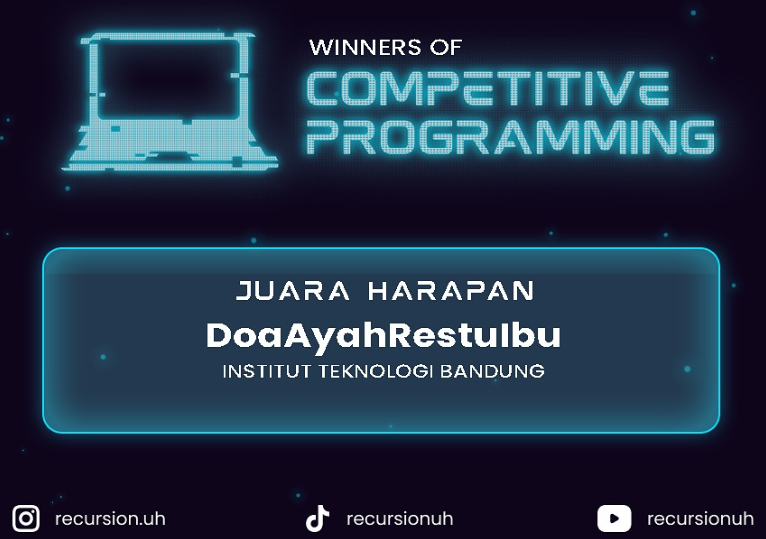 WINNERS OF
COMPETITIVE
PROGRAMMING
JUARA HARAPAN
DoaAyahRestuIbu
INSTITUT TEKNOLOGI BANDUNG
recursion.uh
recursionuh
recursionuh